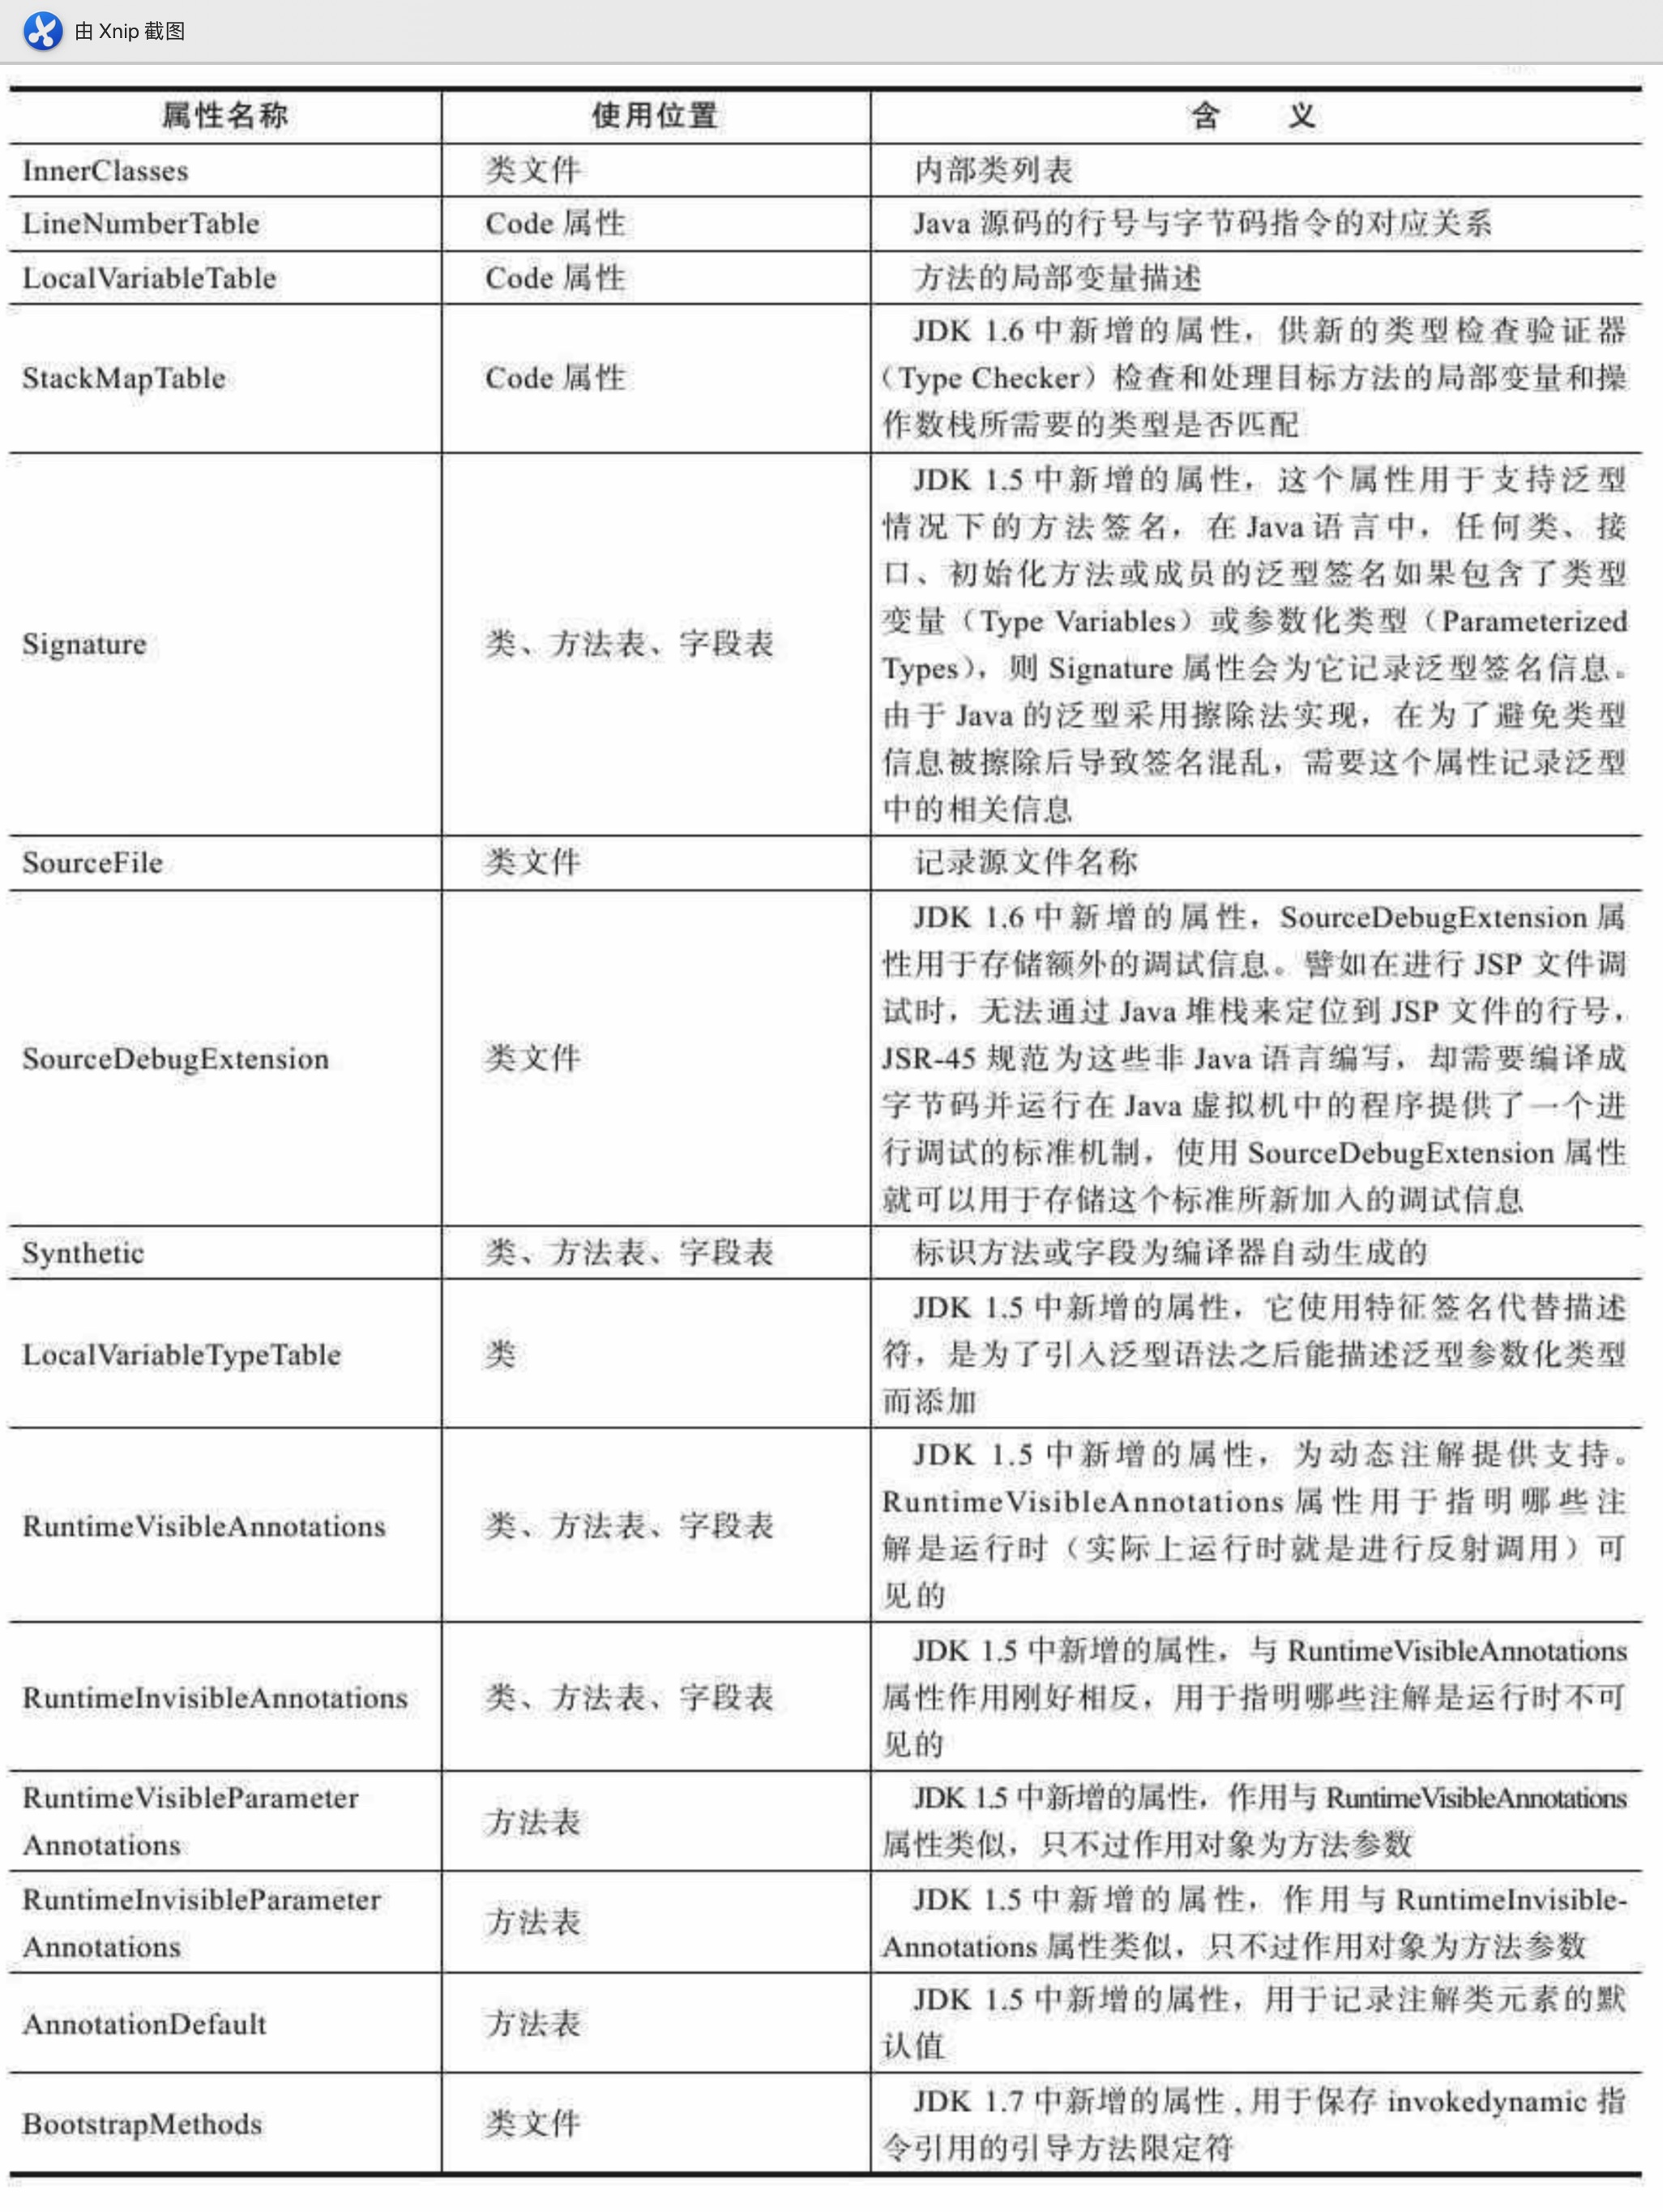 由 Xnip 截图
属性名称 使用位置 含 义
InnerClasses 类文件 内部类列表
LineNumberTable Code 属性 Java 源码的行号与字节码指令的对应关系
LocalVariableTable Code 属性 方法的局部变量描述
StackMapTable Code 属性
JDK 1.6 中新增的属性，供新的类型检查验证器
（Type Checker）检查和处理目标方法的局部变量和操
作数栈所需要的类型是否匹配
Signature 类、方法表、字段表
JDK 1.5 中新增的属性，这个属性用于支持泛型
情况下的方法签名，在 Java 语言中，任何类、接
口、初始化方法或成员的泛型签名如果包含了类型
变量（Type Variables）或参数化类型（Parameterized
Types），则 Signature 属性会为它记录泛型签名信息。
由于 Java 的泛型采用擦除法实现，在为了避免类型
信息被擦除后导致签名混乱，需要这个属性记录泛型
中的相关信息
SourceFile 类文件 记录源文件名称
SourceDebugExtension 类文件
JDK 1.6 中新增的属性，SourceDebugExtension 属
性用于存储额外的调试信息。譬如在进行 JSP 文件调
试时，无法通过 Java 堆栈来定位到 JSP 文件的行号，
JSR-45 规范为这些非 Java 语言编写，却需要编译成
字节码并运行在 Java 虚拟机中的程序提供了一个进
行调试的标准机制，使用 SourceDebugExtension 属性
就可以用于存储这个标准所新加入的调试信息
Synthetic 类、方法表、字段表 标识方法或字段为编译器自动生成的
LocalVariableTypeTable 类
JDK 1.5 中新增的属性，它使用特征签名代替描述
符，是为了引入泛型语法之后能描述泛型参数化类型
而添加
RuntimeVisibleAnnotations 类、方法表、字段表
JDK 1.5 中新增的属性，为动态注解提供支持。
RuntimeVisibleAnnotations 属性用于指明哪些注
解是运行时（实际上运行时就是进行反射调用）可
见的
RuntimeInvisibleAnnotations 类、方法表、字段表
JDK 1.5 中新增的属性，与 RuntimeVisibleAnnotations
属性作用刚好相反，用于指明哪些注解是运行时不可
见的
RuntimeVisibleParameter
Annotations
方法表
JDK 1.5 中新增的属性，作用与 RuntimeVisibleAnnotations
属性类似，只不过作用对象为方法参数
RuntimeInvisibleParameter
Annotations
方法表
JDK 1.5 中新增的属性，作用与 RuntimeInvisible-
Annotations 属性类似，只不过作用对象为方法参数
AnnotationDefault 方法表
JDK 1.5 中新增的属性，用于记录注解类元素的默
认值
BootstrapMethods 类文件
JDK 1.7 中新增的属性 , 用于保存 invokedynamic 指
令引用的引导方法限定符